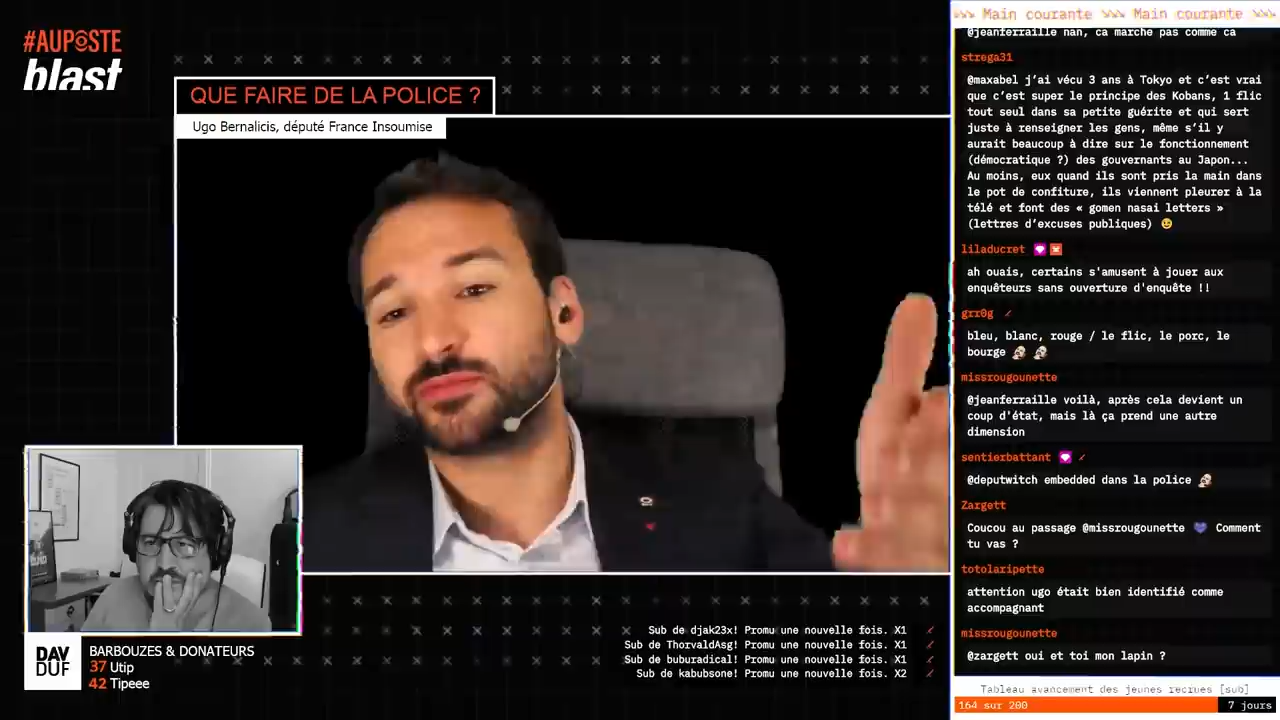 #AUPOSTE
blast
QUE FAIRE DE LA POLICE ?
Ugo Bernalicis, député France Insoumise
DAV
DUF
BARBOUZES & DONATEURS
37 Utip
42 Tipeee
Sub de djak23x! Promu une nouvelle fois. X1
Sub de ThorvaldAsg! Promu une nouvelle fois. X1
Sub de buburadical! Promu une nouvelle fois. X1
Sub de kabubsone! Promu une nouvelle fois. X2
Main courante Main courante
@jeanferraille nan, ca marche pas comme ca
strega31
@maxabel j’ai vécu 3 ans à Tokyo et c’est vrai
que c’est super le principe des Kobans, 1 flic
tout seul dans sa petite guérite et qui sert
juste à renseigner les gens, même s’il y
aurait beaucoup à dire sur le fonctionnement
(démocratique ?) des gouvernants au Japon...
Au moins, eux quand ils sont pris la main dans
le pot de confiture, ils viennent pleurer à la
télé et font des « gomen nasai letters »
(lettres d’excuses publiques)
liladucret
ah ouais, certains s'amusent à jouer aux
enquêteurs sans ouverture d'enquête !!
grr0g
bleu, blanc, rouge / le flic, le porc, le
bourge
missrougounette
@jeanferraille voilà, après cela devient un
coup d'état, mais là ça prend une autre
dimension
sentierbattant
@deputwitch embedded dans la police
Zargett
Coucou au passage @missrougounette 💜 Comment
tu vas ?
totolaripette
attention ugo était bien identifié comme
accompagnant
missrougounette
@zargett oui et toi mon lapin ?
Tableau avancement des jeunes recrues [sub]
164 sur 200
7 jours